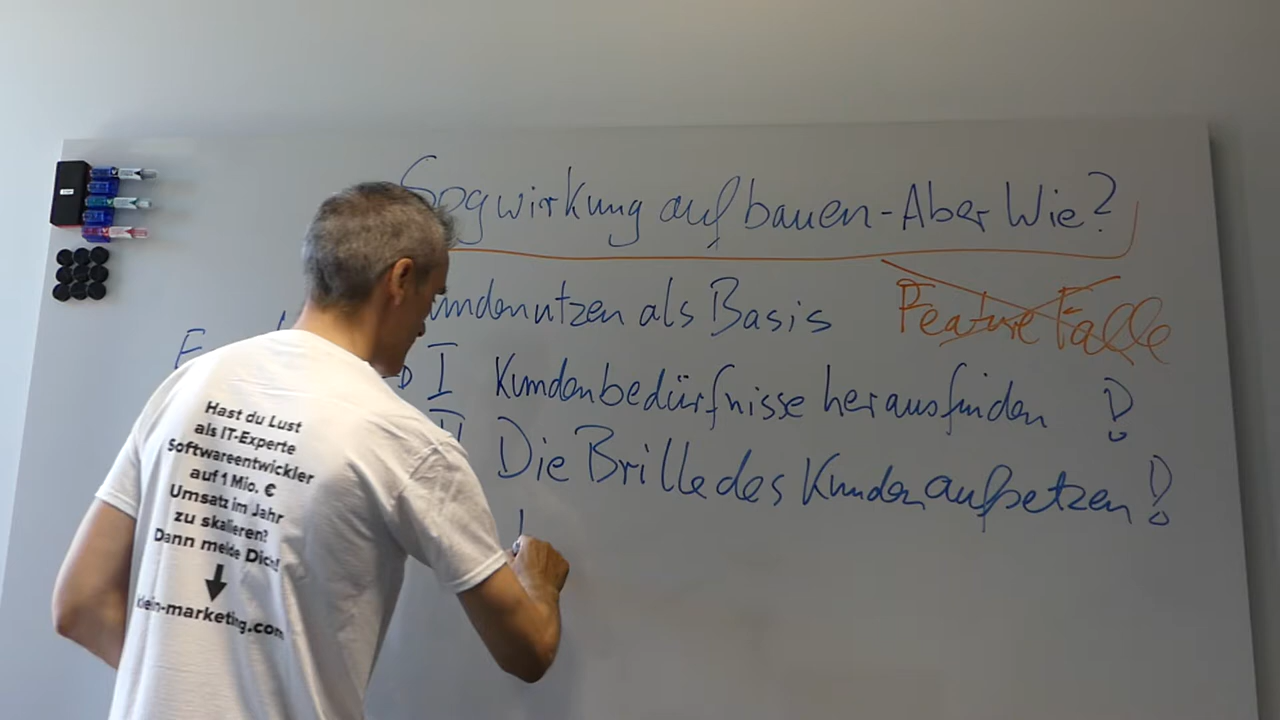 Sogwirkung aufbauen - Aber Wie?
undenutzen als Basis
Feature Falle
I Kundenbedürfnisse herausfinden !
II Die Brille des Kunden aufsetzen !
Hast du Lust
als IT-Experte
Softwareentwickler
auf 1 Mio. €
Umsatz im Jahr
zu skalieren?
Dann melde Dich!
klein-marketing.com